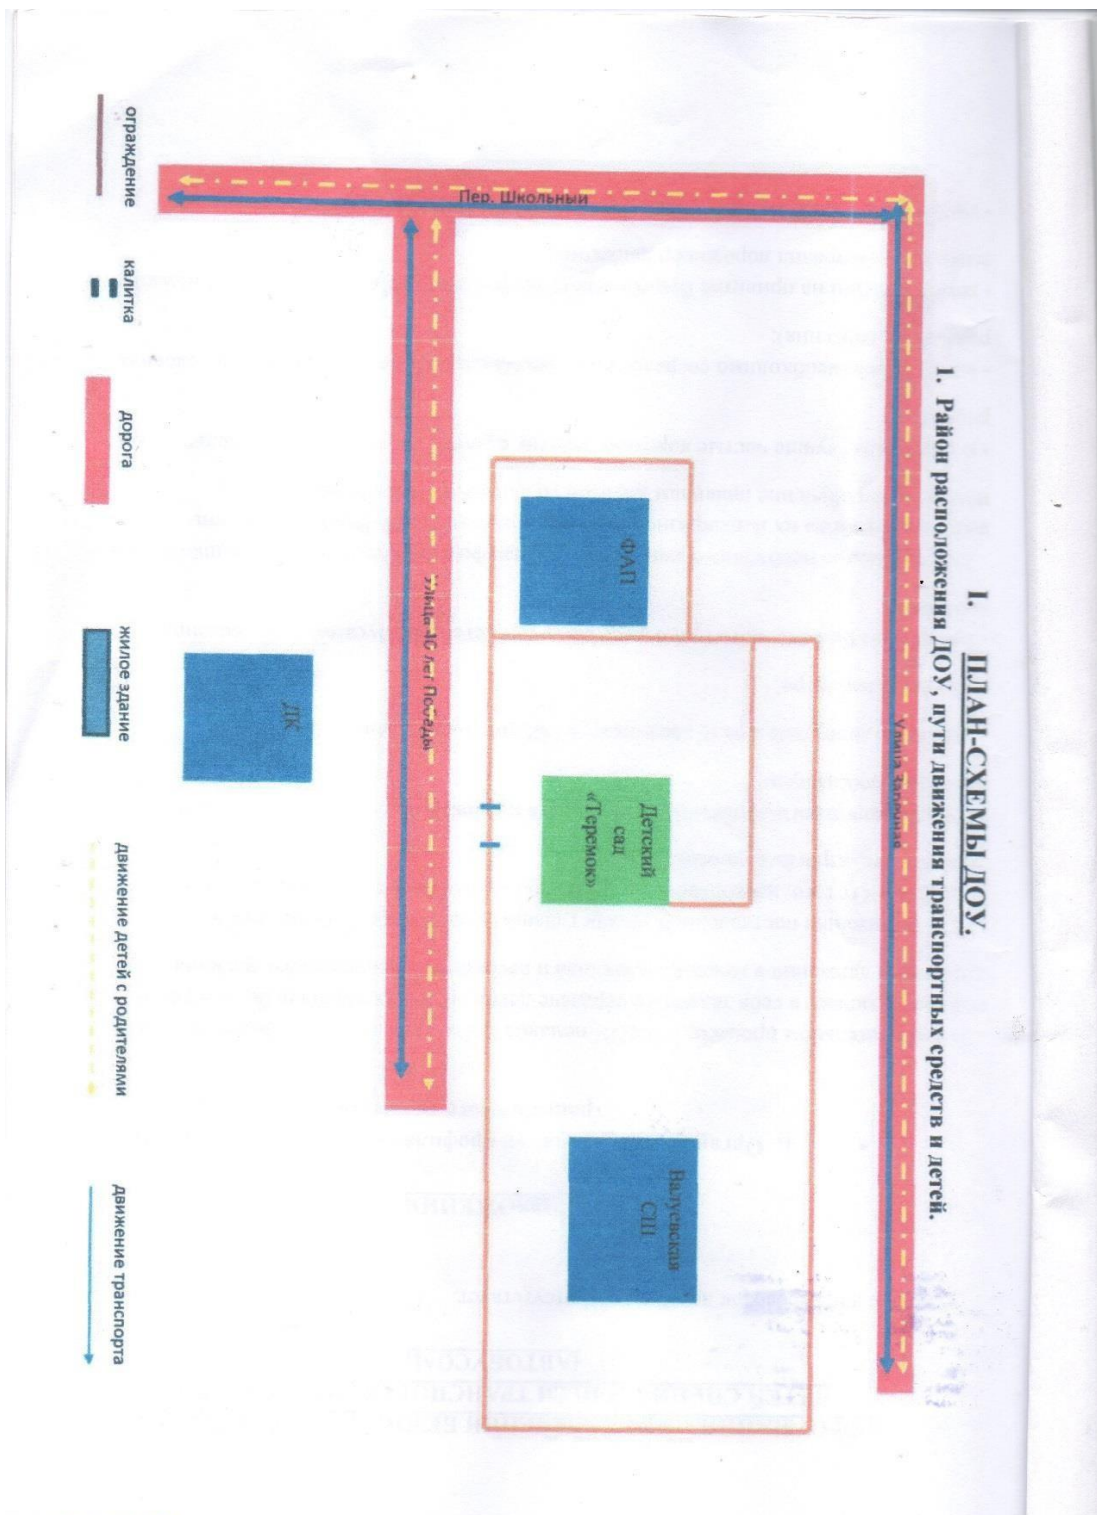 I. ПЛАН-СХЕМЫ ДОУ.
1. Район расположения ДОУ, пути движения транспортных средств и детей.
Пер. Школьный
Улица
ФАП
Детский
сад
«Теремок»
Валуевская
СШ
Улица 40 лет Победы
ДК
ограждение
калитка
дорога
жилое здание
движение детей с родителями
движение транспорта